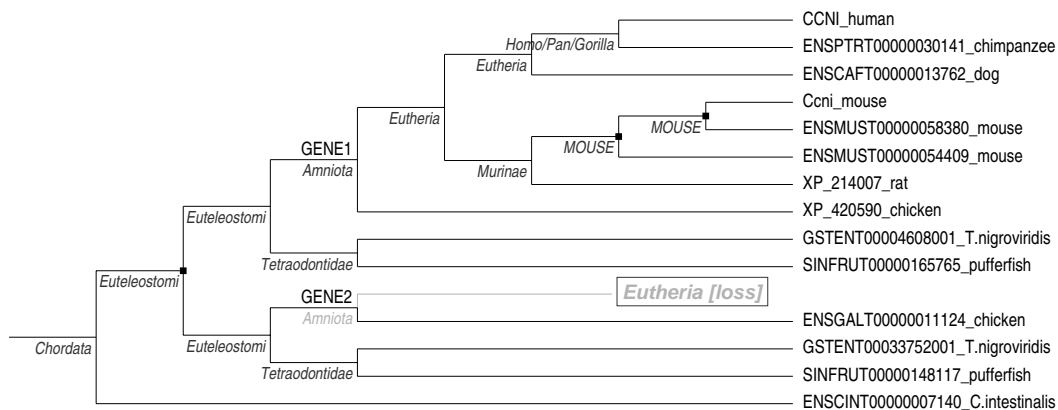 CCNI_human
Homo/Pan/Gorilla
ENSPTRT00000030141_chimpanzee
Eutheria
ENSCAFT00000013762_dog
Ccni_mouse
Eutheria
MOUSE
ENSMUST00000058380_mouse
GENE1
MOUSE
ENSMUST00000054409_mouse
Amniota
Murinae
XP_214007_rat
XP_420590_chicken
Euteleostomi
GSTENT00004608001_T.nigroviridis
Tetraodontidae
SINFRUT00000165765_pufferfish
Euteleostomi
GENE2
Eutheria [loss]
Amniota
ENSGALT00000011124_chicken
Chordata
Euteleostomi
GSTENT00033752001_T.nigroviridis
Tetraodontidae
SINFRUT00000148117_pufferfish
ENSCINT00000007140_C.intestinalis